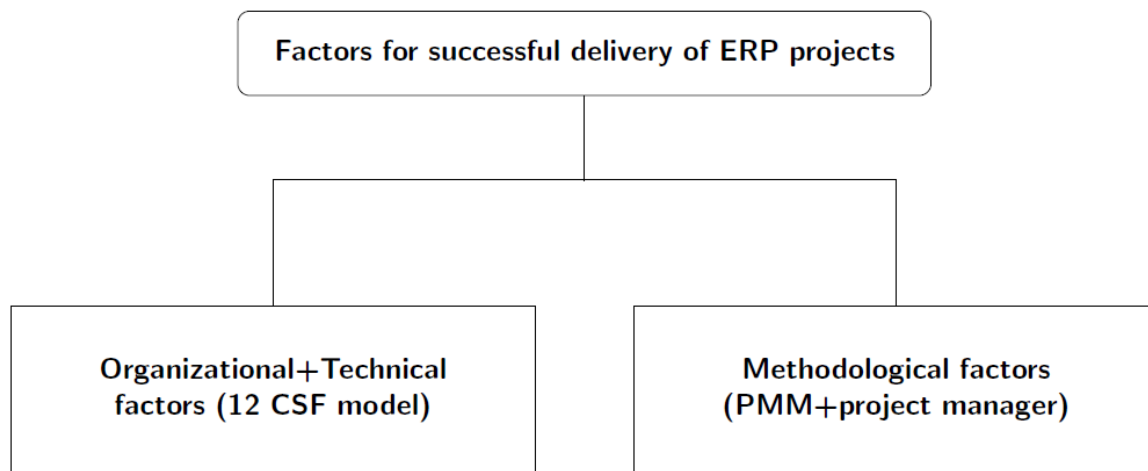 Factors for successful delivery of ERP projects
Organizational+Technical
factors (12 CSF model)
Methodological factors
(PMM+project manager)